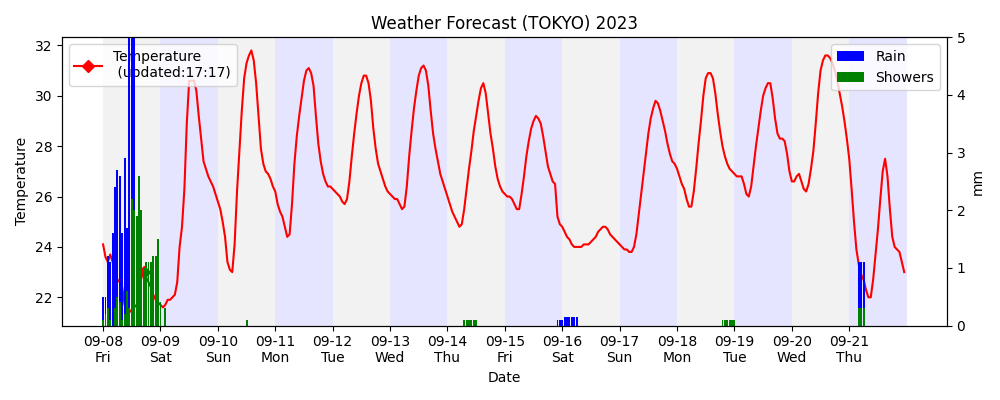 Weather Forecast (TOKYO) 2023
Temperature
(updated:17:17)
Rain
Showers
Temperature
32
30
28
26
24
22
5
4
3
2
1
0
mm
09-08 09-09 09-10 09-11 09-12 09-13 09-14 09-15 09-16 09-17 09-18 09-19 09-20 09-21
Fri Sat Sun Mon Tue Wed Thu Fri Sat Sun Mon Tue Wed Thu
Date